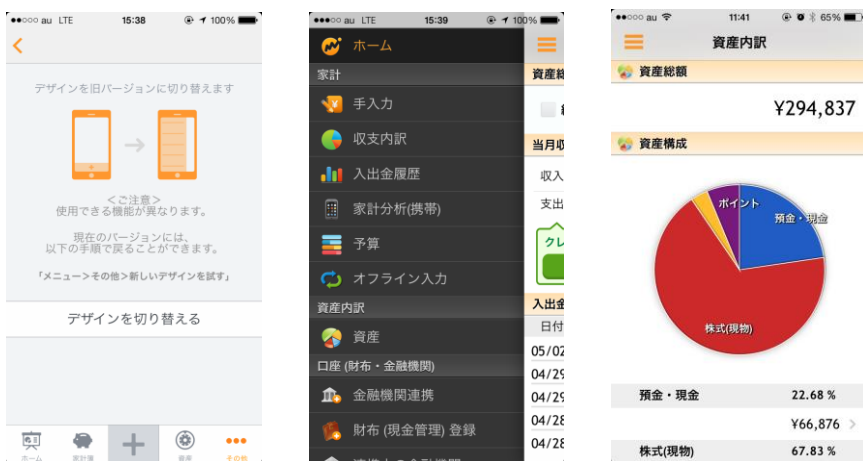 au LTE 15:38 100%
デザインを旧バージョンに切り替えます
<ご注意>
使用できる機能が異なります。
現在のバージョンには、
以下の手順で戻ることができます。
「メニュー>その他>新しいデザインを試す」
デザインを切り替える
ホーム
家計簿
資産
その他
au LTE 15:39 100%
ホーム
家計
手入力
収支内訳
入出金履歴
家計分析(携帯)
予算
オフライン入力
資産内訳
資産
口座 (財布・金融機関)
金融機関連携
財布 (現金管理) 登録
資産総
当月収
収入
支出
クレ
入出金
日付
05/02
04/29
04/29
04/28
04/28
au 11:41 65%
資産内訳
資産総額
¥294,837
資産構成
ポイント
預金・現金
株式(現物)
預金・現金 22.68 %
¥66,876
株式(現物) 67.83 %